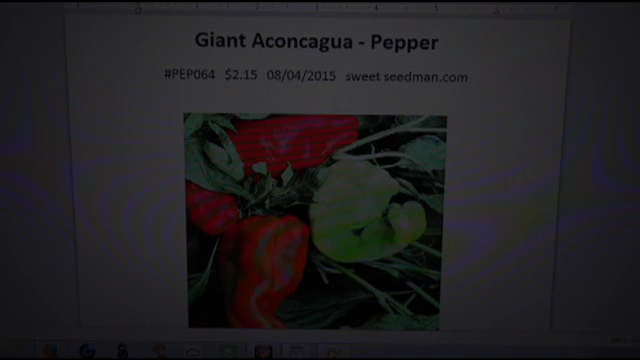 Giant Aconcagua - Pepper
#PEP064 $2.15 08/04/2015 sweet seedman.com